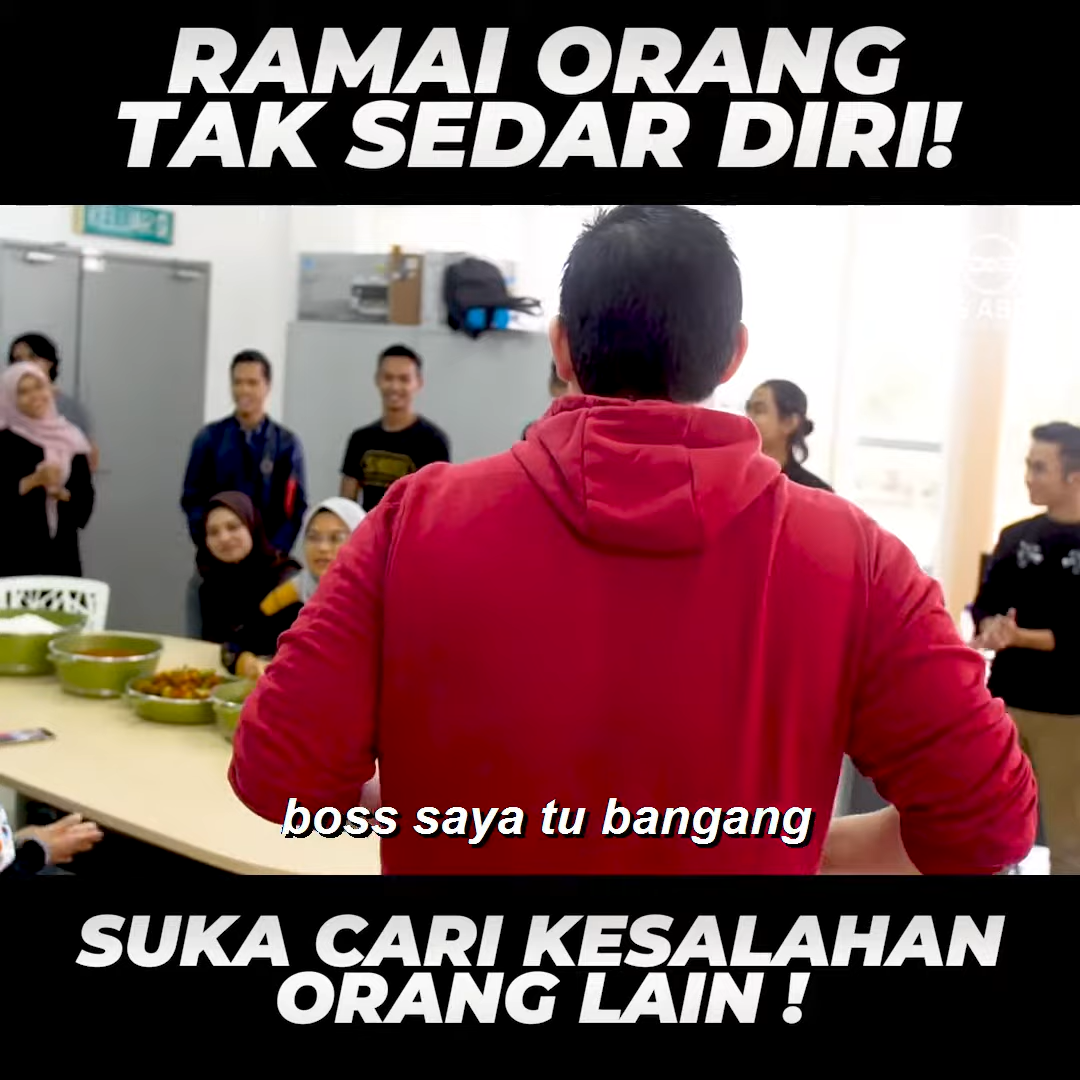 RAMAI ORANG
TAK SEDAR DIRI!
KELUAR
boss saya tu bangang
SUKA CARI KESALAHAN
ORANG LAIN !